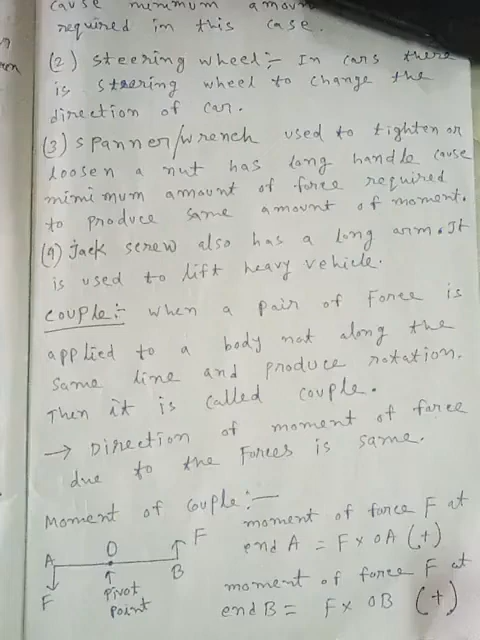 cause minimum amoun
required in this case.
(2) steering wheel:- In cars there
is steering wheel to change the
direction of car.
(3) spanner/wrench used to tighten or
loosen a nut has long handle cause
mimimum amount of force required
to produce same amount of moment.
(4) Jack screw also has a long arm. It
is used to lift heavy vehicle.
couple:- when a pair of Force is
applied to a body not along the
same line and produce rotation.
Then it is called couple.
→ Direction of moment of force
due to the Forces is same.
Moment of couple:-
moment of force F at
end A = F x OA (+)
A O B F
F Pivot
Point
moment of force F at
end B = F x OB (+)